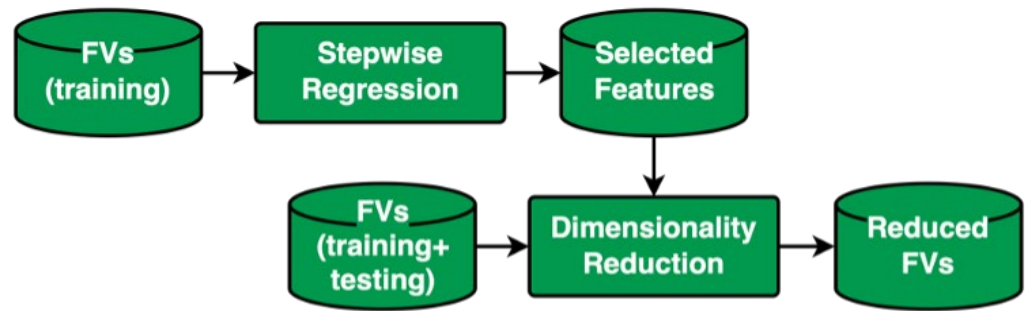 FVs
(training)
Stepwise
Regression
Selected
Features
FVs
(training+
testing)
Dimensionality
Reduction
Reduced
FVs